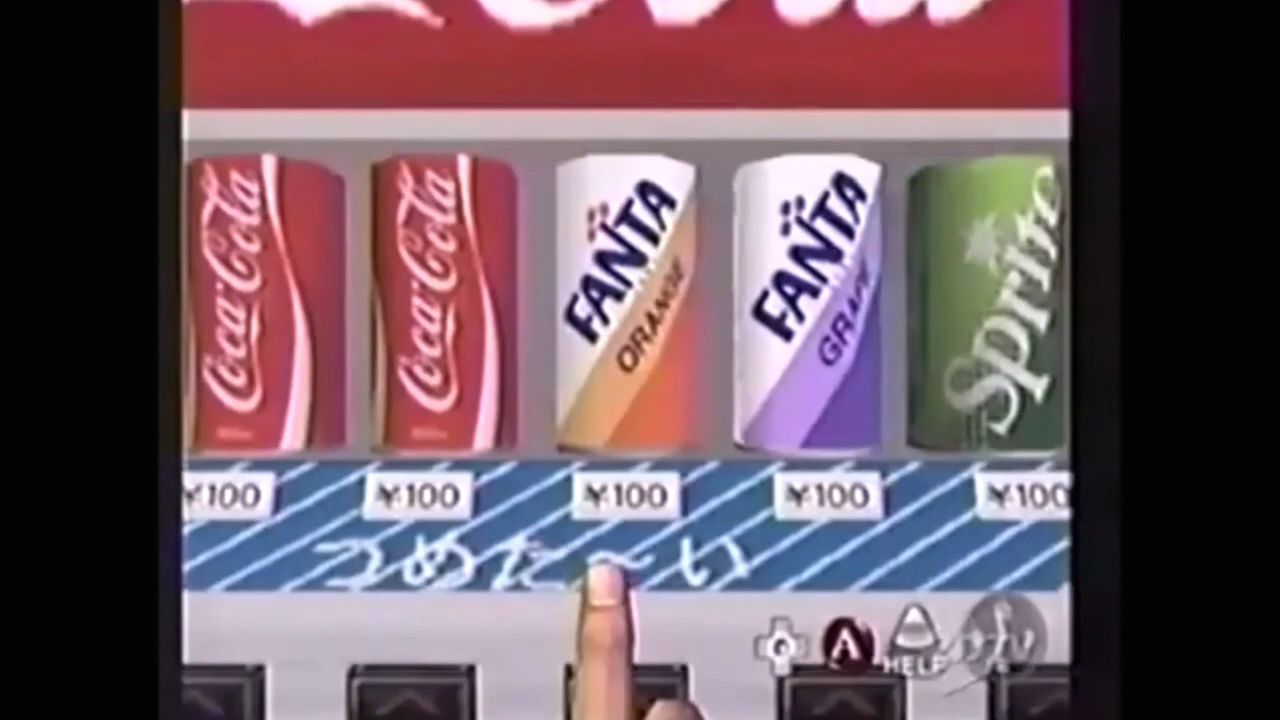 Cola
Coca-Cola
Coca-Cola
FANTA
ORANGE
FANTA
GRAPE
Sprite
¥100 ¥100 ¥100 ¥100 ¥100
つめた〜い
A
HELP